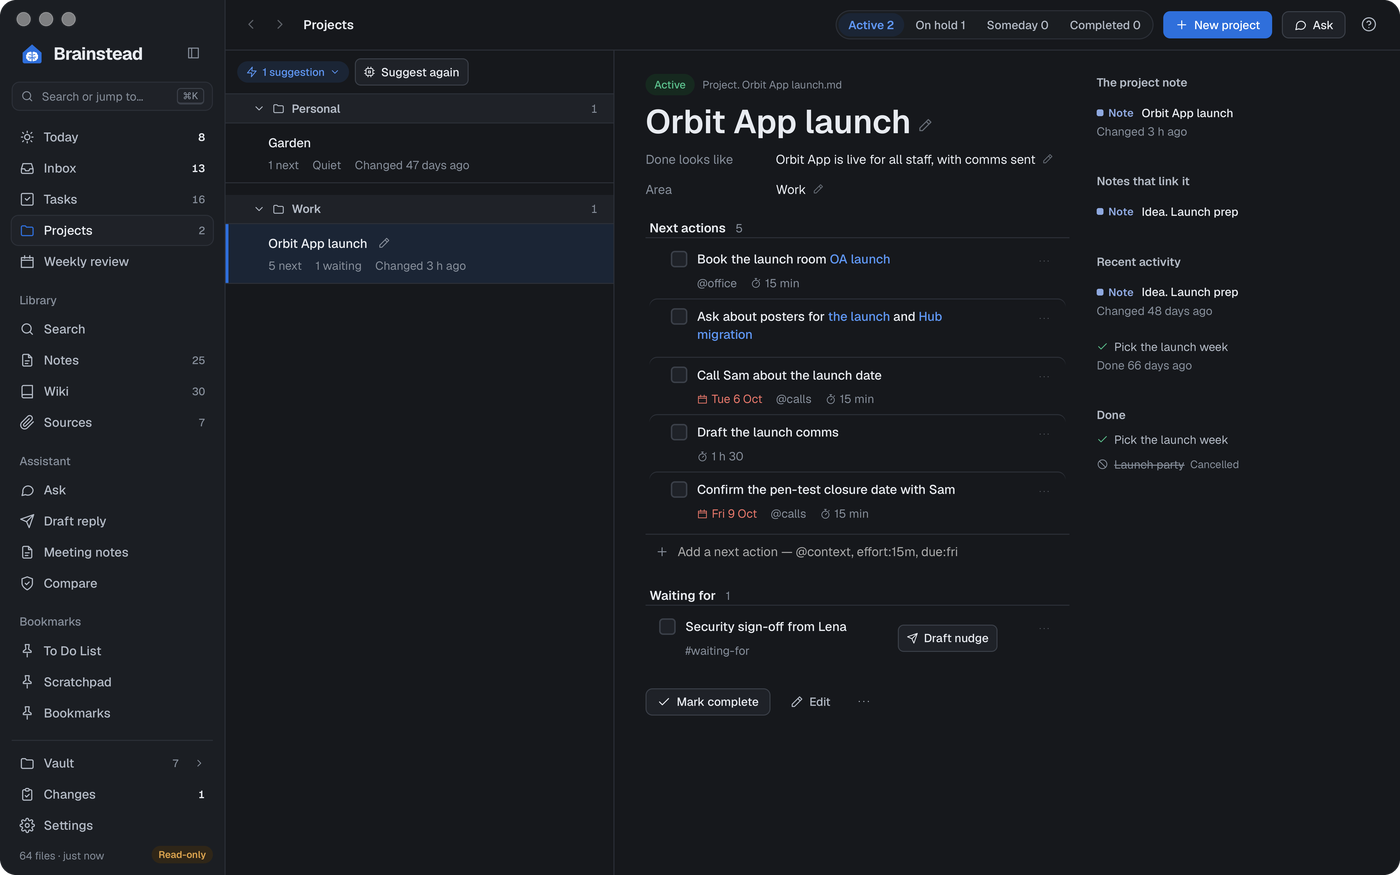 Brainstead
Search or jump to... ⌘K
Today 8
Inbox 13
Tasks 16
Projects 2
Weekly review
Library
Search
Notes 25
Wiki 30
Sources 7
Assistant
Ask
Draft reply
Meeting notes
Compare
Bookmarks
To Do List
Scratchpad
Bookmarks
Vault 7
Changes 1
Settings
64 files · just now Read-only
Projects
Active 2 On hold 1 Someday 0 Completed 0
+ New project
Ask
1 suggestion
Suggest again
Personal 1
Garden
1 next Quiet Changed 47 days ago
Work 1
Orbit App launch
5 next 1 waiting Changed 3 h ago
Active Project. Orbit App launch.md
Orbit App launch
Done looks like Orbit App is live for all staff, with comms sent
Area Work
Next actions 5
Book the launch room OA launch
@office 15 min
Ask about posters for the launch and Hub
migration
Call Sam about the launch date
Tue 6 Oct @calls 15 min
Draft the launch comms
1 h 30
Confirm the pen-test closure date with Sam
Fri 9 Oct @calls 15 min
+ Add a next action — @context, effort:15m, due:fri
Waiting for 1
Security sign-off from Lena
#waiting-for
Draft nudge
Mark complete Edit ...
The project note
Note Orbit App launch
Changed 3 h ago
Notes that link it
Note Idea. Launch prep
Recent activity
Note Idea. Launch prep
Changed 48 days ago
Pick the launch week
Done 66 days ago
Done
Pick the launch week
Launch party Cancelled